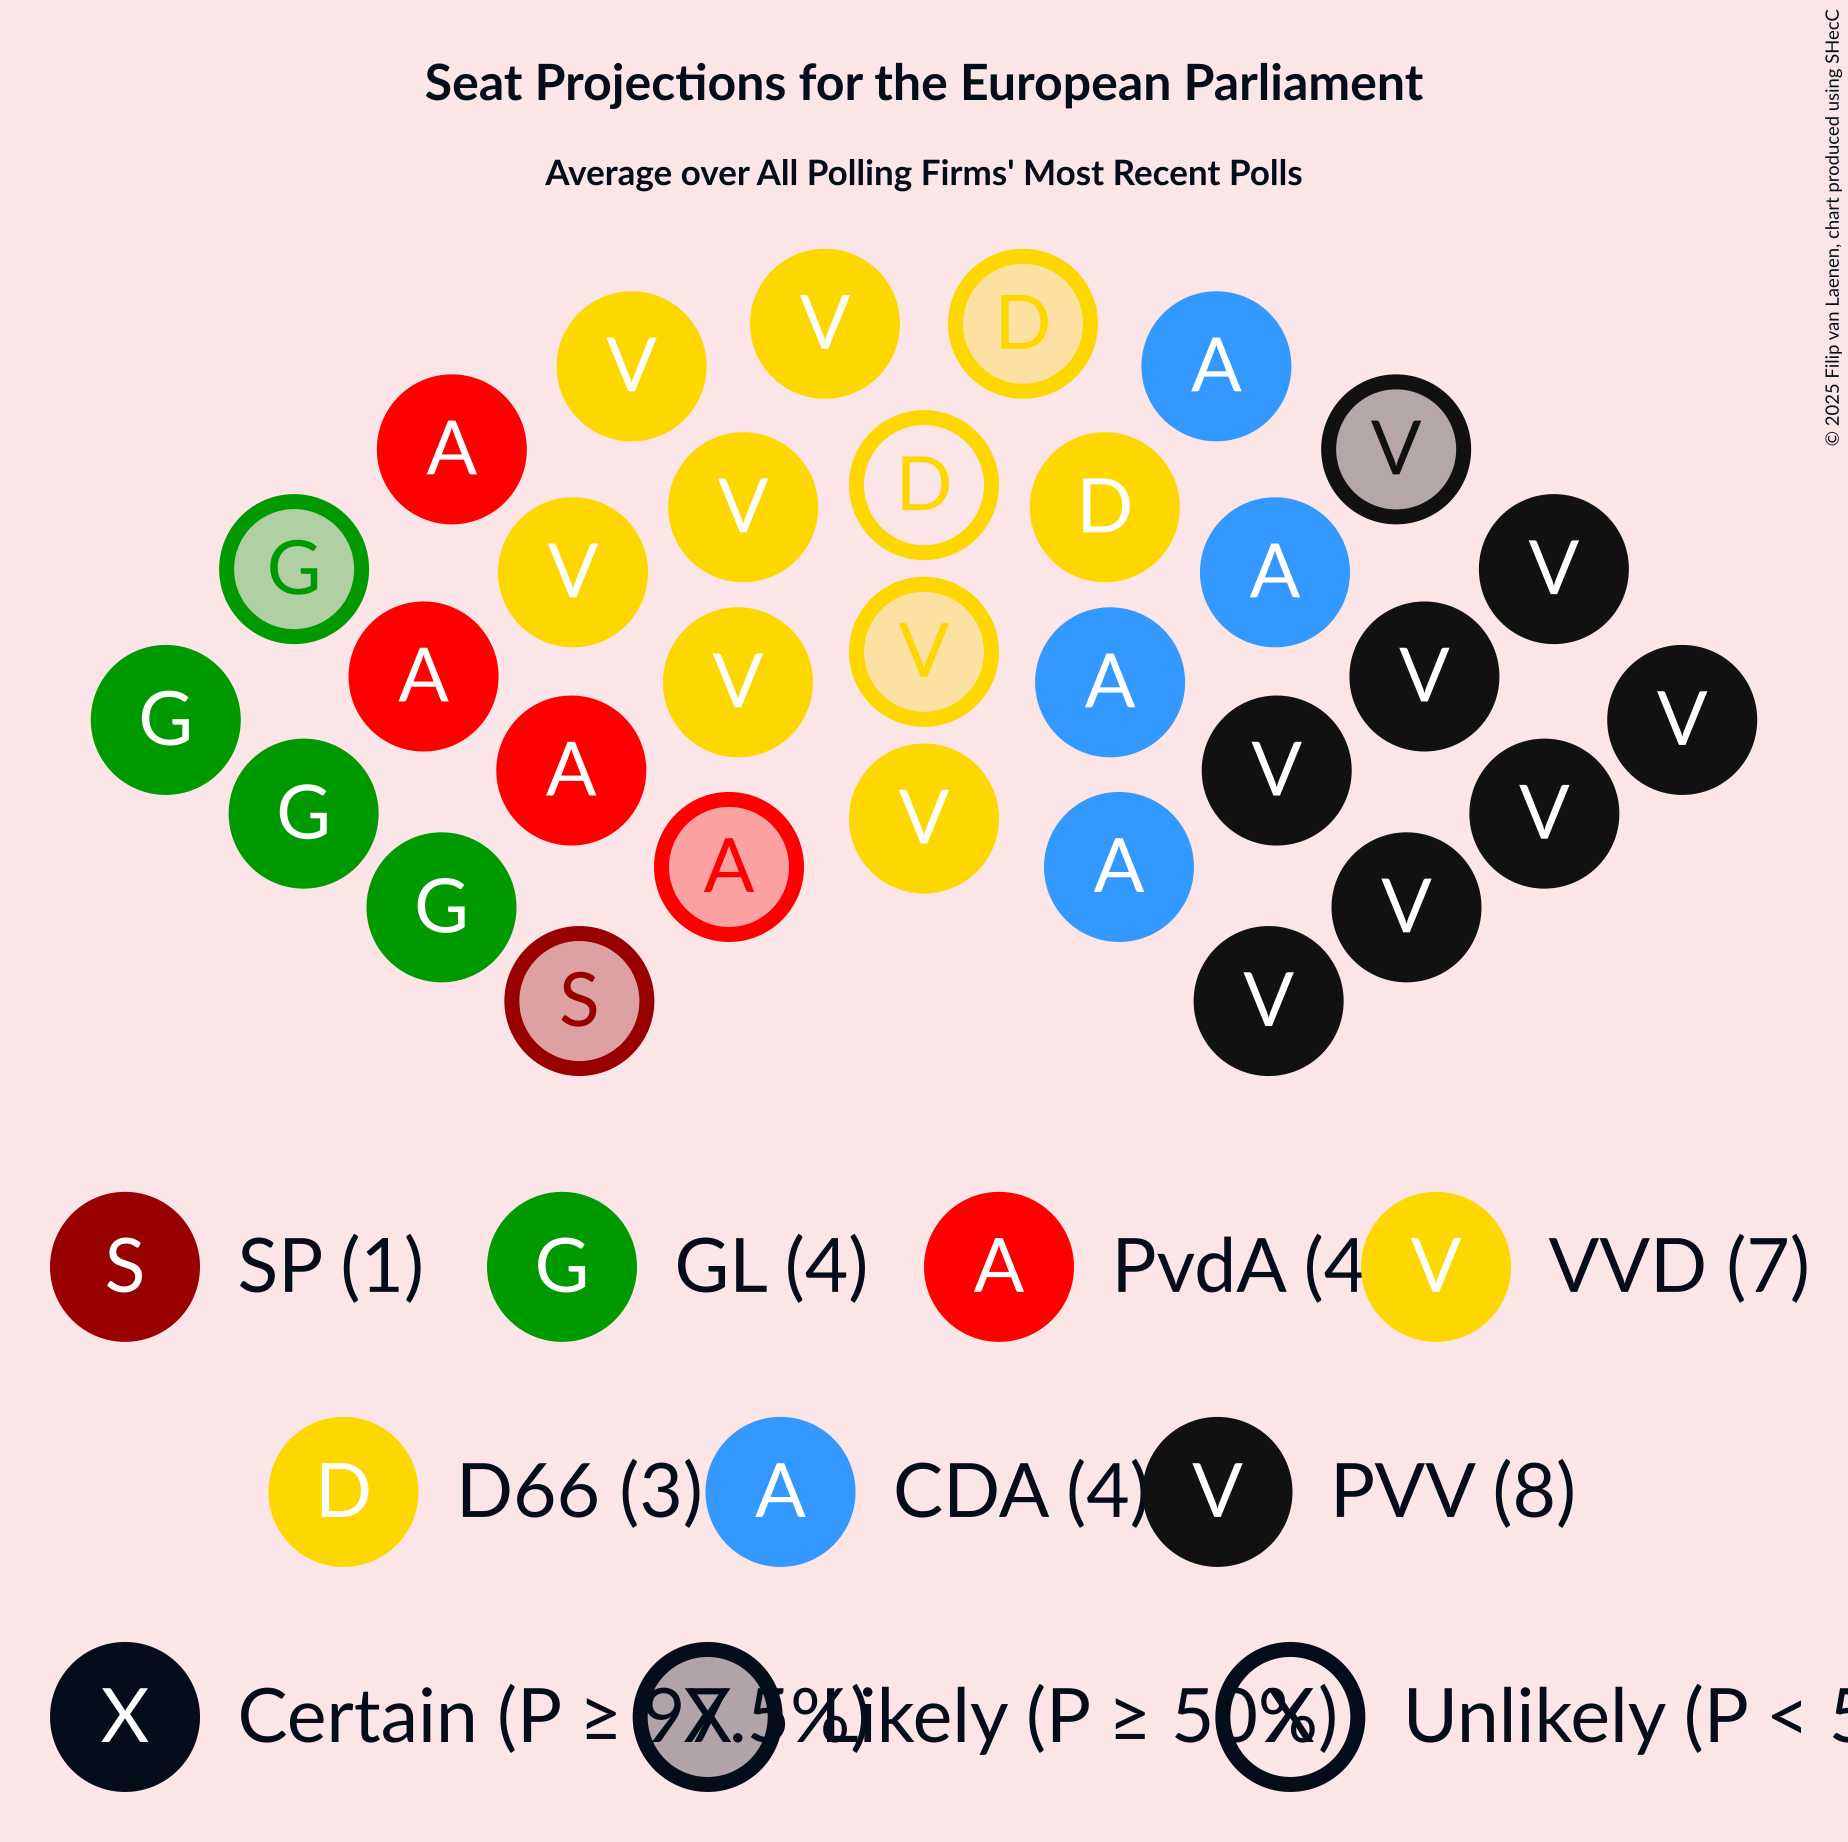 Seat Projections for the European Parliament
Average over All Polling Firms' Most Recent Polls
© 2025 Filip van Laenen, chart produced using SHecC
V V D A
A V
V D D
G V A V
A V V A V
G A V A V V
G A V A V
G V
S V
S SP (1) G GL (4) A PvdA (4 V VVD (7)
D D66 (3) A CDA (4) V PVV (8)
X Certain (P ≥ 97.5%) X Likely (P ≥ 50%) X Unlikely (P <